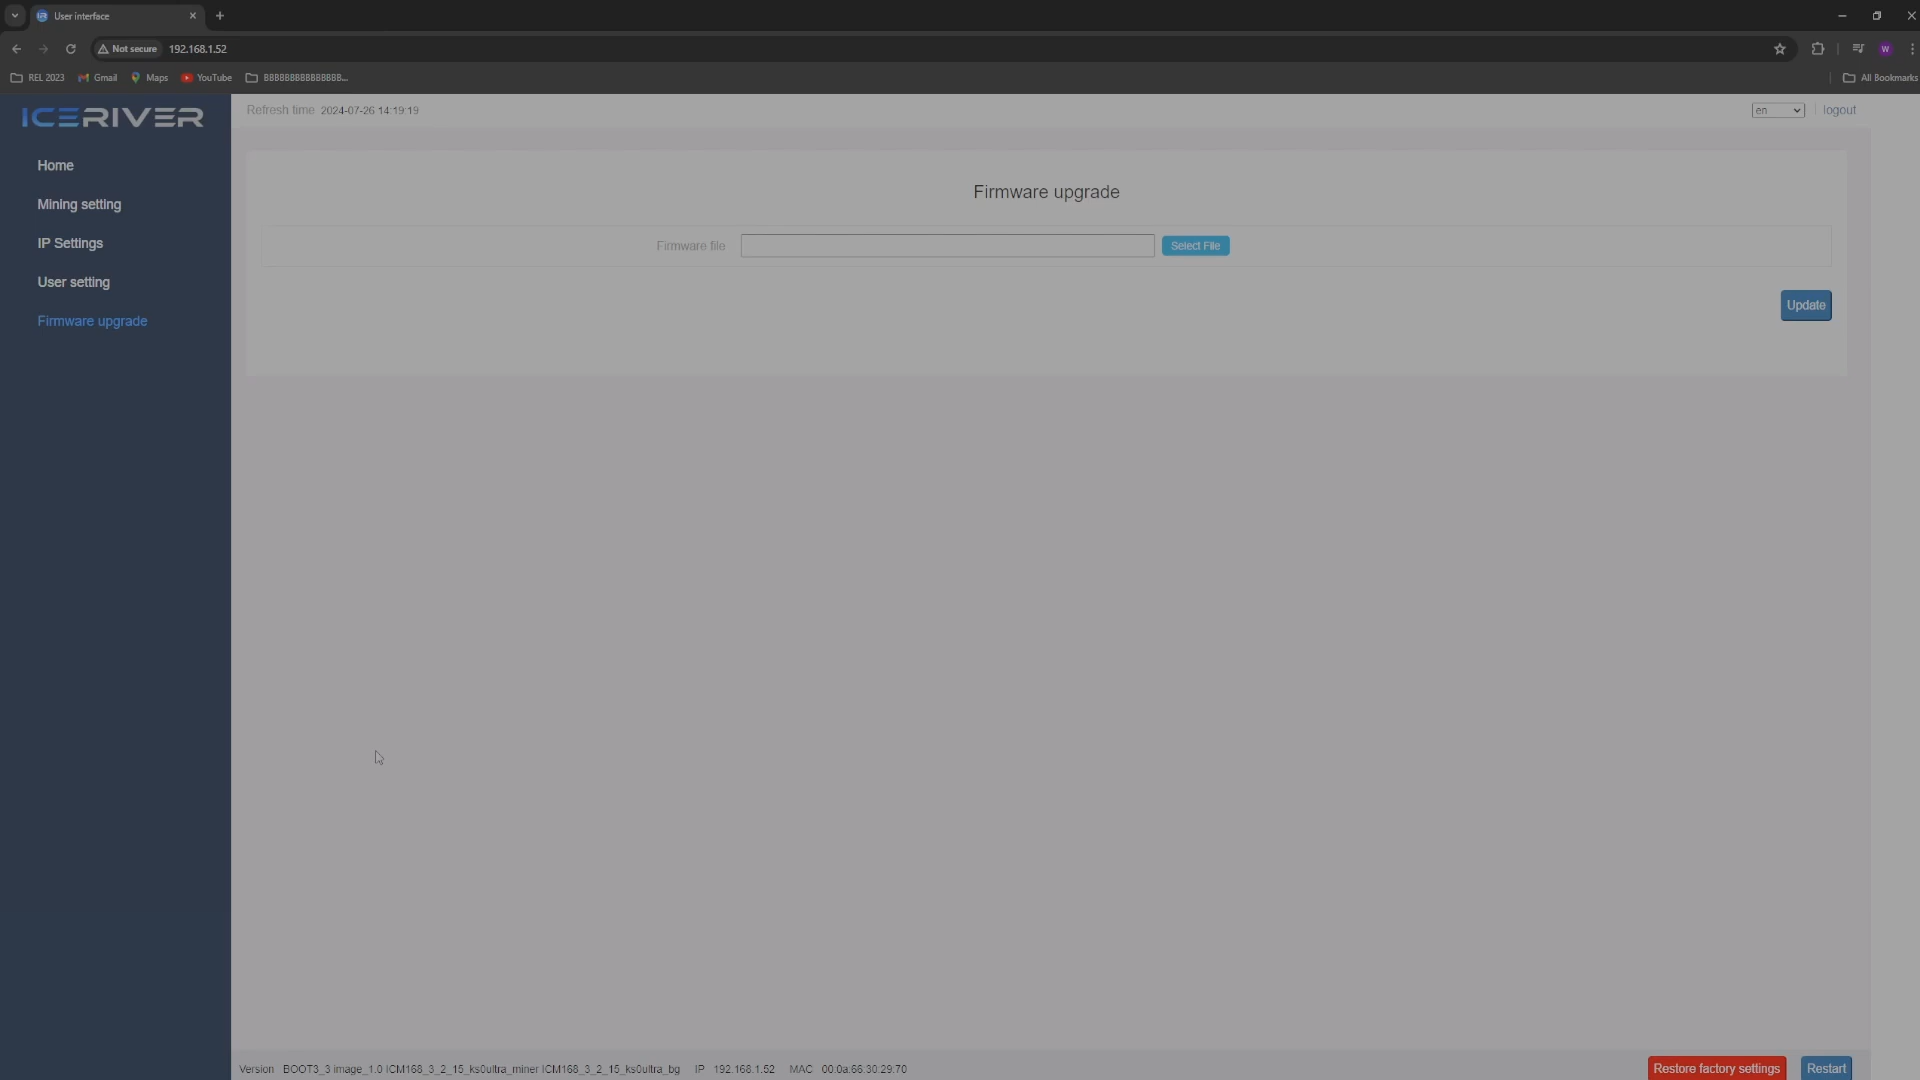 User interface
Not secure 192.168.1.52
W
REL 2023 Gmail Maps YouTube BBBBBBBBBBBBBBB... All Bookmarks
ICERIVER
Refresh time 2024-07-26 14:19:19 en logout
Home
Mining setting
IP Settings
User setting
Firmware upgrade
Firmware upgrade
Firmware file Select File
Update
Version BOOT3_3 image_1.0 ICM168_3_2_15_ks0ultra_miner ICM168_3_2_15_ks0ultra_bg IP 192.168.1.52 MAC 00:0a:66:30:29:70
Restore factory settings Restart